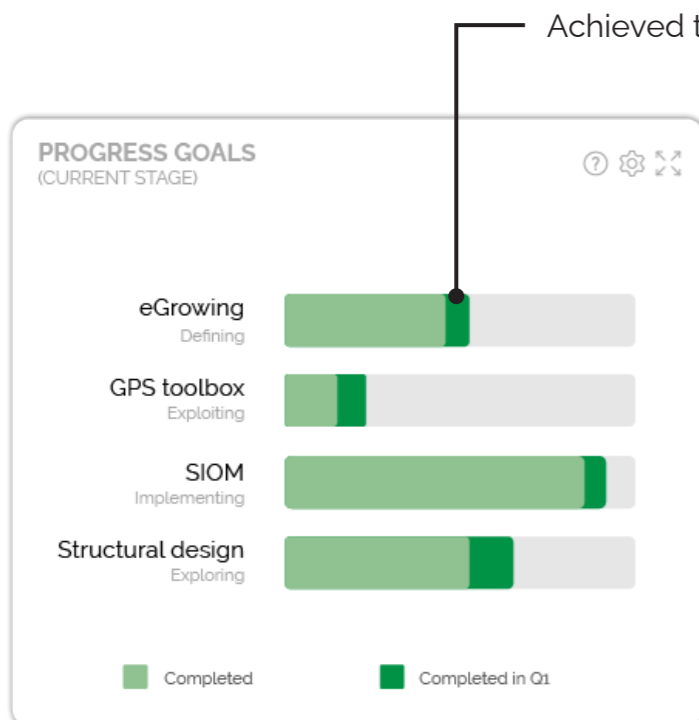 Achieved
PROGRESS GOALS
(CURRENT STAGE)
eGrowing
Defining
GPS toolbox
Exploiting
SIOM
Implementing
Structural design
Exploring
Completed
Completed in Q1